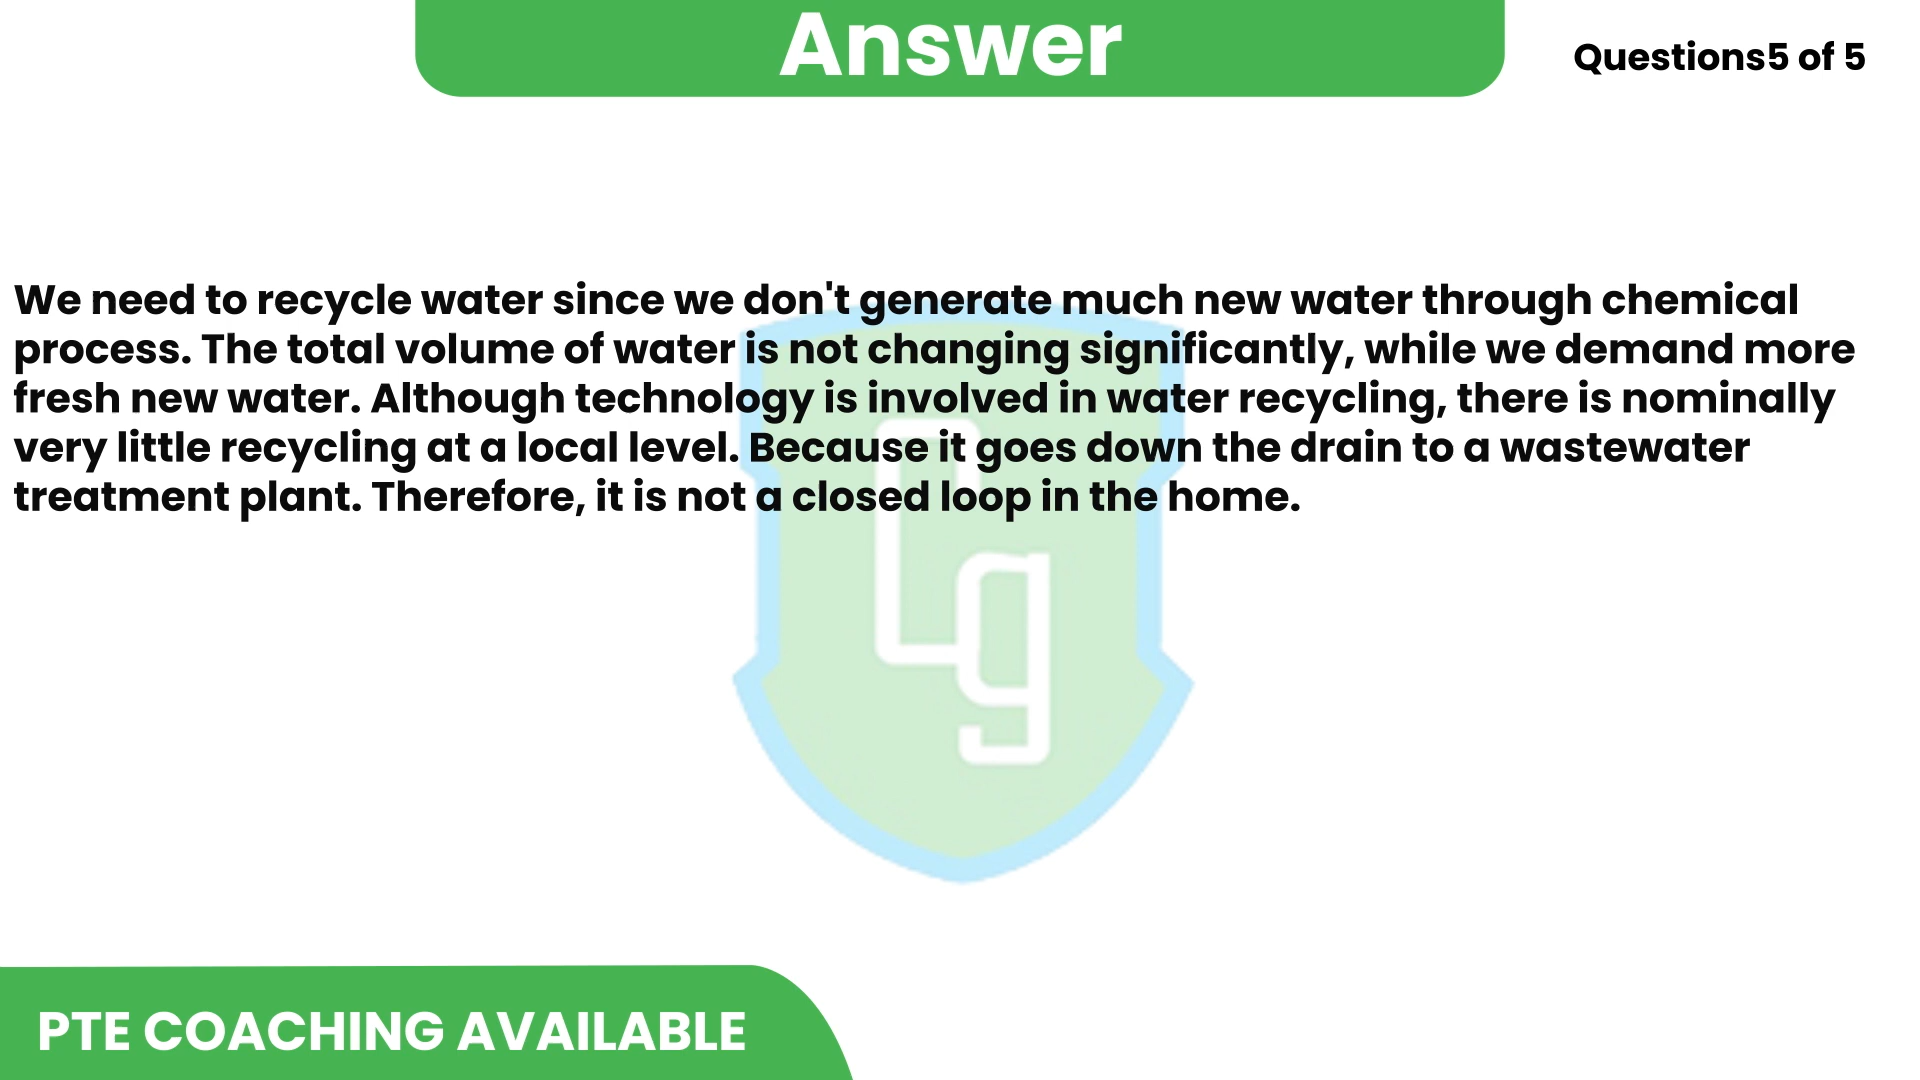 Answer
Questions5 of 5
We need to recycle water since we don't generate much new water through chemical
process. The total volume of water is not changing significantly, while we demand more
fresh new water. Although technology is involved in water recycling, there is nominally
very little recycling at a local level. Because it goes down the drain to a wastewater
treatment plant. Therefore, it is not a closed loop in the home.
Lg
PTE COACHING AVAILABLE